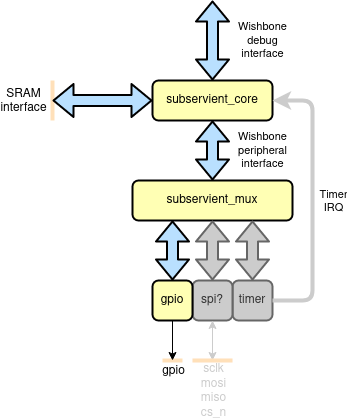 Wishbone
debug
interface
SRAM
interface
subservient_core
Wishbone
peripheral
interface
subservient_mux
Timer
IRQ
gpio
spi?
timer
gpio
sclk
mosi
miso
cs_n